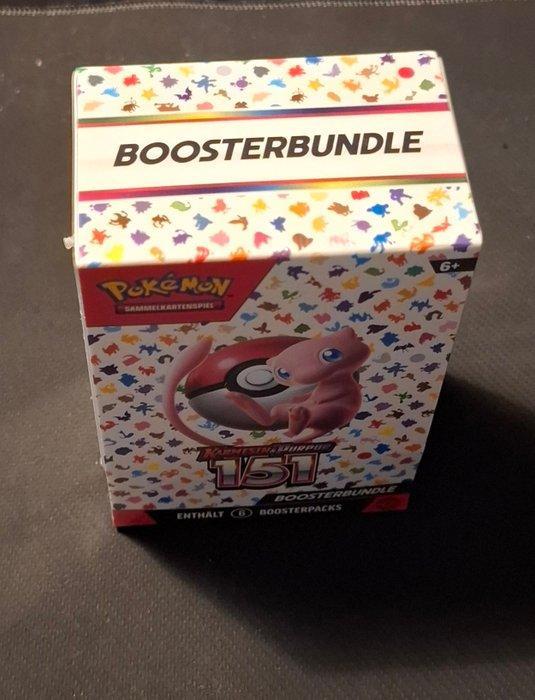 BOOSTERBUNDLE
6+
POKéMON
SAMMELKARTENSPIEL
KARMESIN & PURPUR
151
BOOSTERBUNDLE
ENTHÄLT 6 BOOSTERPACKS